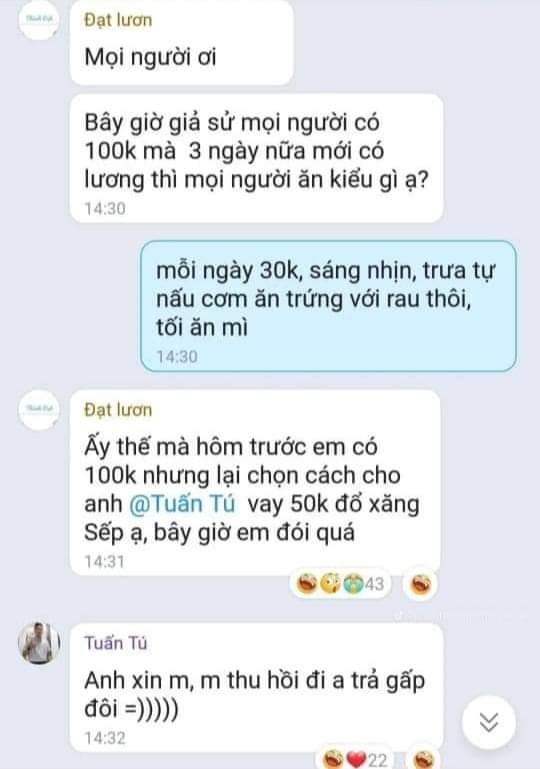 Đạt lươn
Mọi người ơi
Bây giờ giả sử mọi người có
100k mà 3 ngày nữa mới có
lương thì mọi người ăn kiểu gì ạ?
14:30
mỗi ngày 30k, sáng nhịn, trưa tự
nấu cơm ăn trứng với rau thôi,
tối ăn mì
14:30
Đạt lươn
Ấy thế mà hôm trước em có
100k nhưng lại chọn cách cho
anh @Tuấn Tú vay 50k đổ xăng
Sếp ạ, bây giờ em đói quá
14:31
43
Tuấn Tú
Anh xin m, m thu hồi đi a trả gấp
đôi =)))))
14:32
22